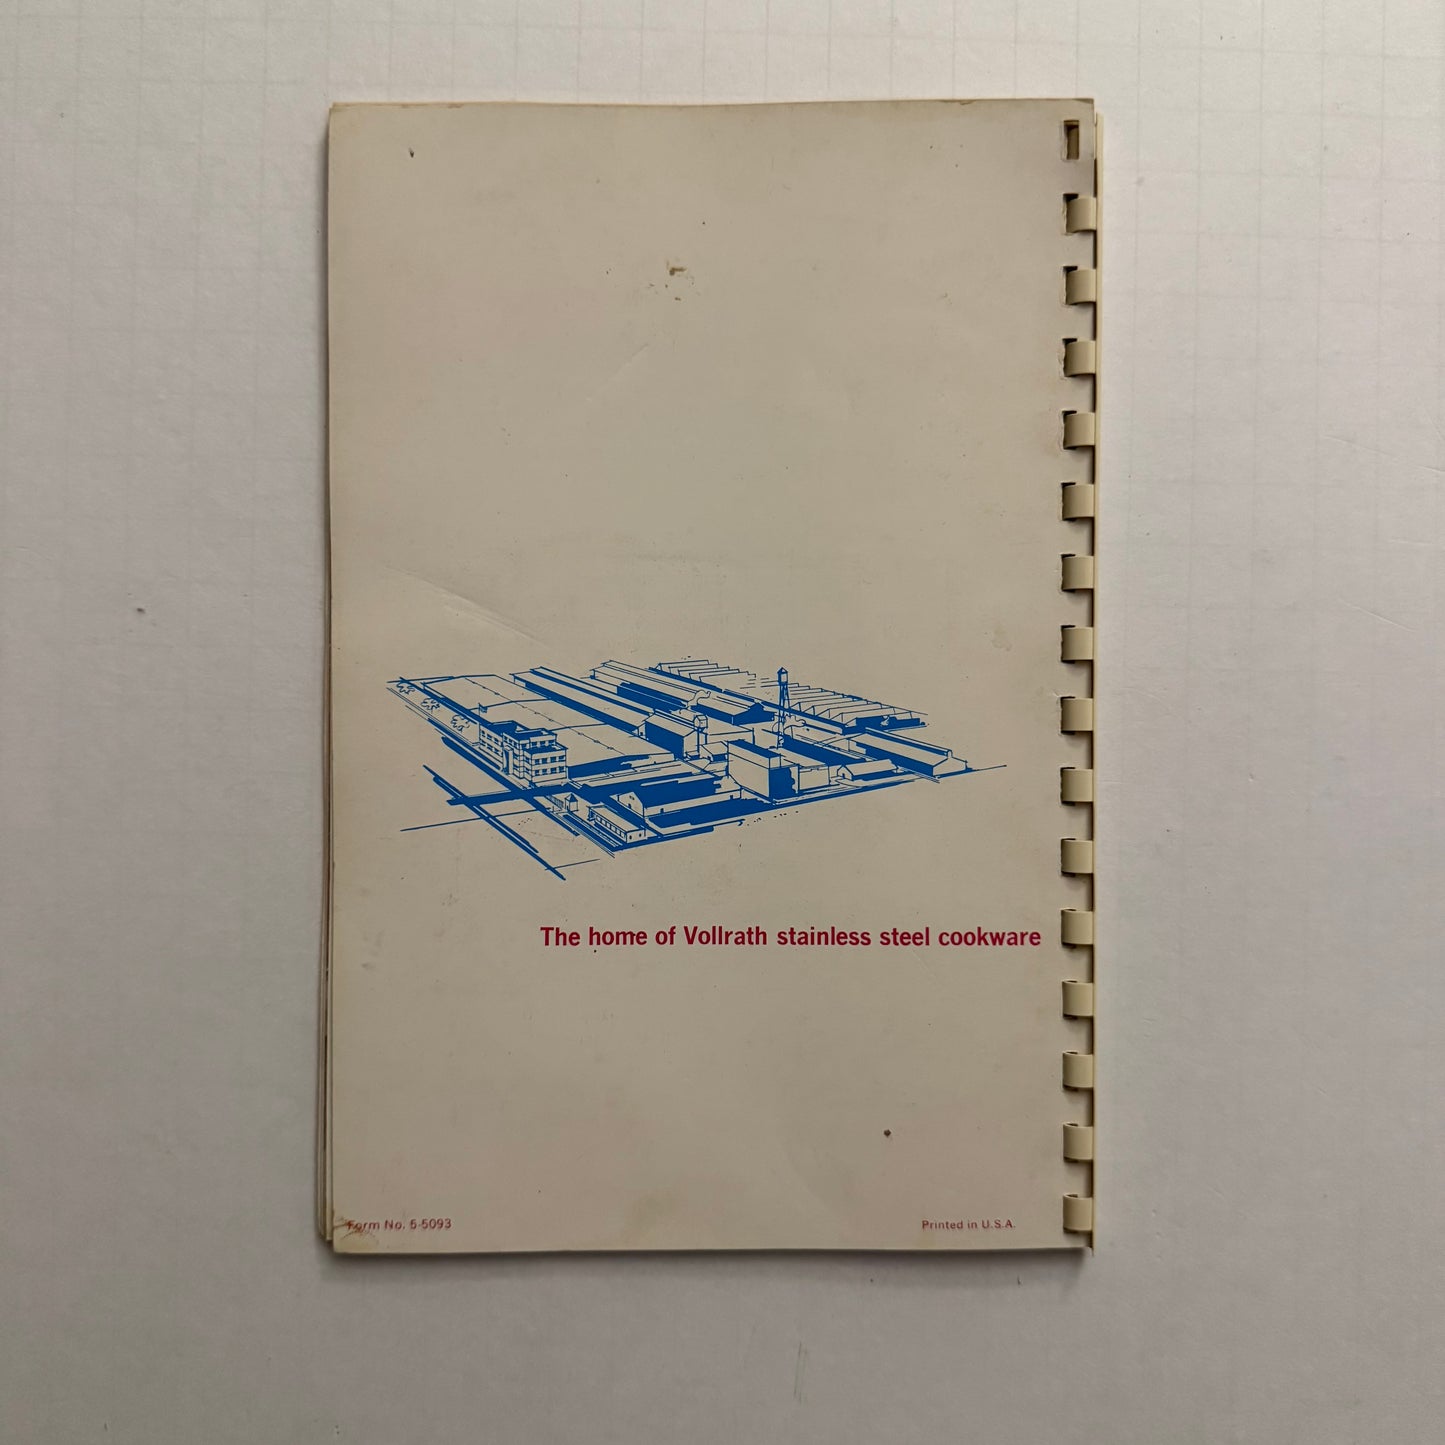 The home of Vollrath stainless steel cookware
Form No. 5-5093
Printed in U.S.A.